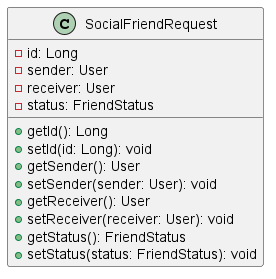 C SocialFriendRequest
id: Long
sender: User
receiver: User
status: FriendStatus
getId(): Long
setId(id: Long): void
getSender(): User
setSender(sender: User): void
getReceiver(): User
setReceiver(receiver: User): void
getStatus(): FriendStatus
setStatus(status: FriendStatus): void